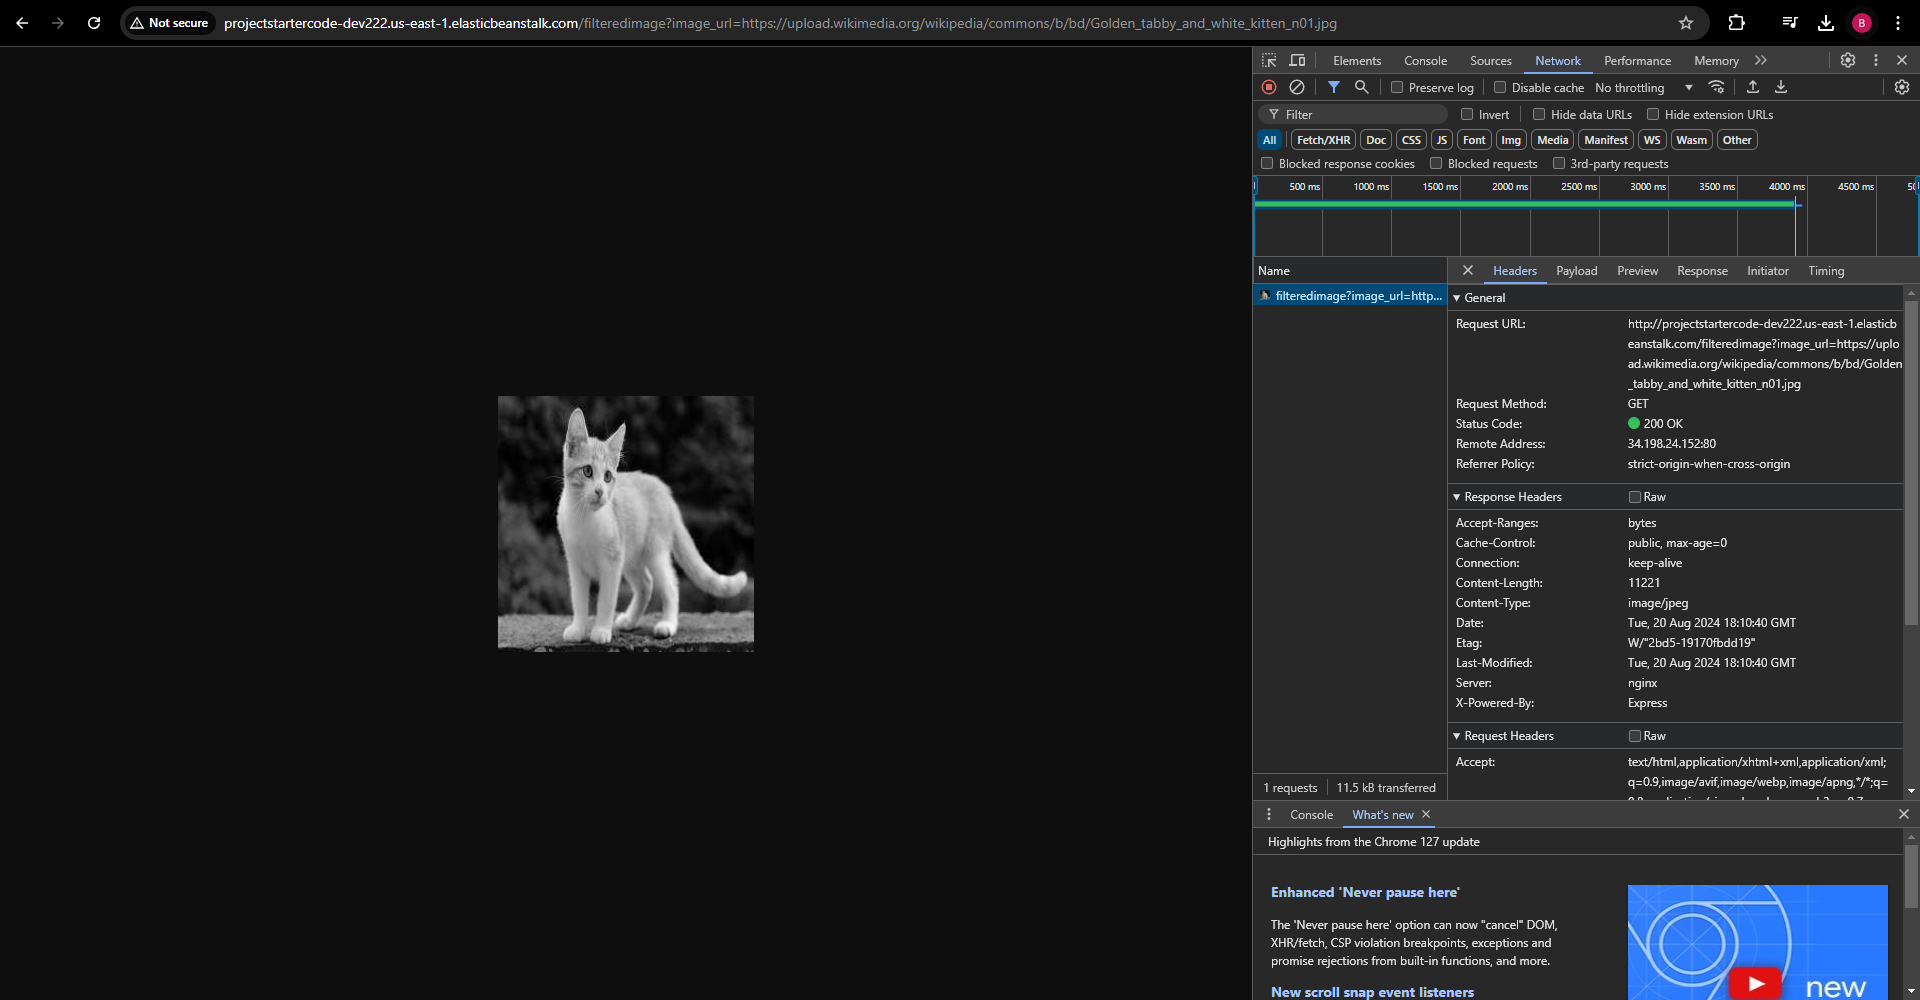 Not secure projectstartercode-dev222.us-east-1.elasticbeanstalk.com/filteredimage?image_url=https://upload.wikimedia.org/wikipedia/commons/b/bd/Golden_tabby_and_white_kitten_n01.jpg B
Elements Console Sources Network Performance Memory
Preserve log Disable cache No throttling
Filter Invert Hide data URLs Hide extension URLs
All Fetch/XHR Doc CSS JS Font Img Media Manifest WS Wasm Other
Blocked response cookies Blocked requests 3rd-party requests
500 ms 1000 ms 1500 ms 2000 ms 2500 ms 3000 ms 3500 ms 4000 ms 4500 ms
Name Headers Payload Preview Response Initiator Timing
filteredimage?image_url=http...
General
Request URL: http://projectstartercode-dev222.us-east-1.elasticb
eanstalk.com/filteredimage?image_url=https://uplo
ad.wikimedia.org/wikipedia/commons/b/bd/Golden
_tabby_and_white_kitten_n01.jpg
Request Method: GET
Status Code: 200 OK
Remote Address: 34.198.24.152:80
Referrer Policy: strict-origin-when-cross-origin
Response Headers Raw
Accept-Ranges: bytes
Cache-Control: public, max-age=0
Connection: keep-alive
Content-Length: 11221
Content-Type: image/jpeg
Date: Tue, 20 Aug 2024 18:10:40 GMT
Etag: W/"2bd5-19170fbdd19"
Last-Modified: Tue, 20 Aug 2024 18:10:40 GMT
Server: nginx
X-Powered-By: Express
Request Headers Raw
Accept: text/html,application/xhtml+xml,application/xml;
q=0.9,image/avif,image/webp,image/apng,*/*;q=
1 requests 11.5 kB transferred
Console What's new
Highlights from the Chrome 127 update
Enhanced 'Never pause here'
The 'Never pause here' option can now "cancel" DOM,
XHR/fetch, CSP violation breakpoints, exceptions and
promise rejections from built-in functions, and more.
new
New scroll snap event listeners